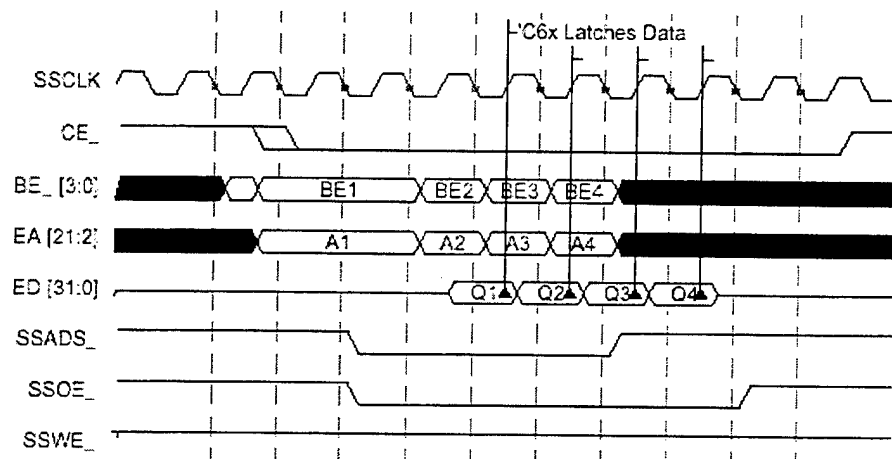 'C6x Latches Data
SSCLK
CE_
BE_ [3:0]
BE1 BE2 BE3 BE4
EA [21:2]
A1 A2 A3 A4
ED [31:0]
Q1 Q2 Q3 Q4
SSADS_
SSOE_
SSWE_